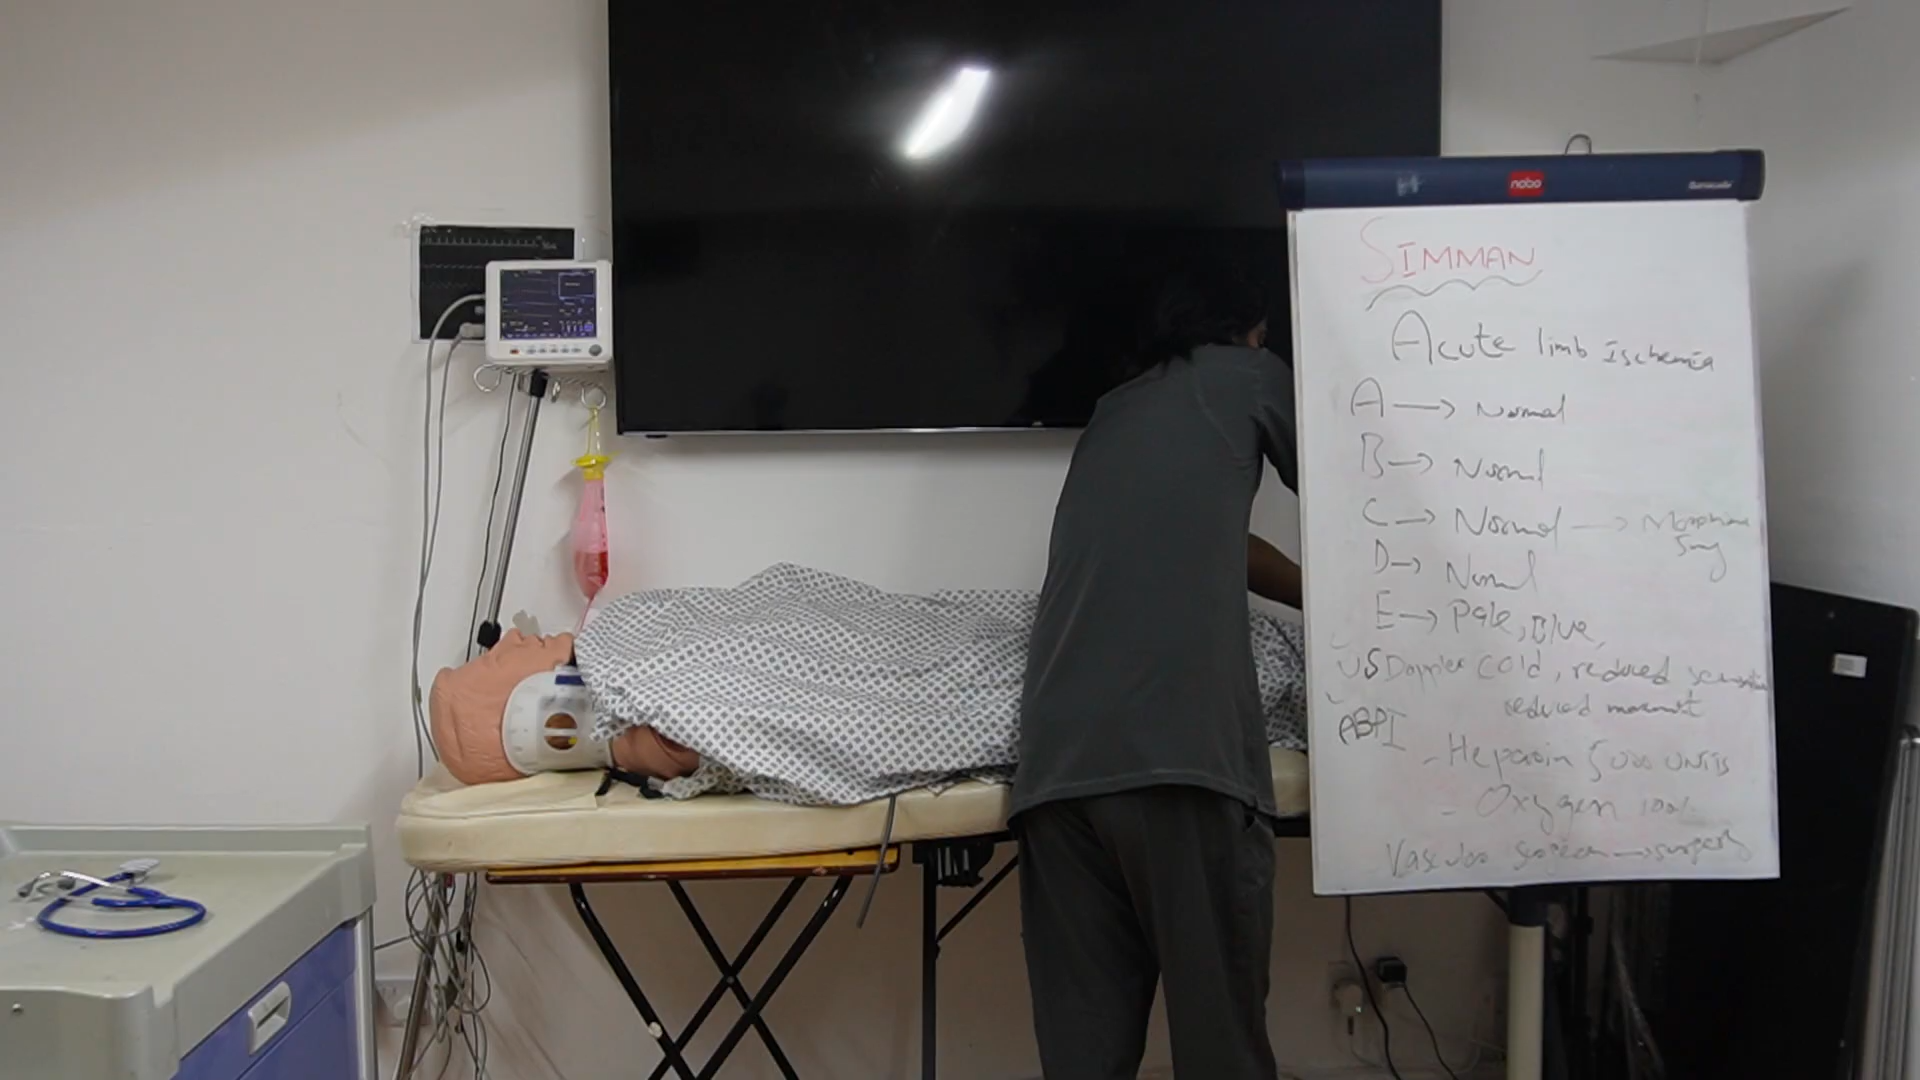 nobo
Barracuda
SIMMAN
Acute limb Ischemia
A → Normal
B → Normal
C → Normal → Morphine
5mg
D → Normal
E → Pale, Blue,
US Doppler cold, reduced sensation
reduced
ABPI
- Heparin 5000 UNITS
- Oxygen 100%
Vascular surgeon → surgery